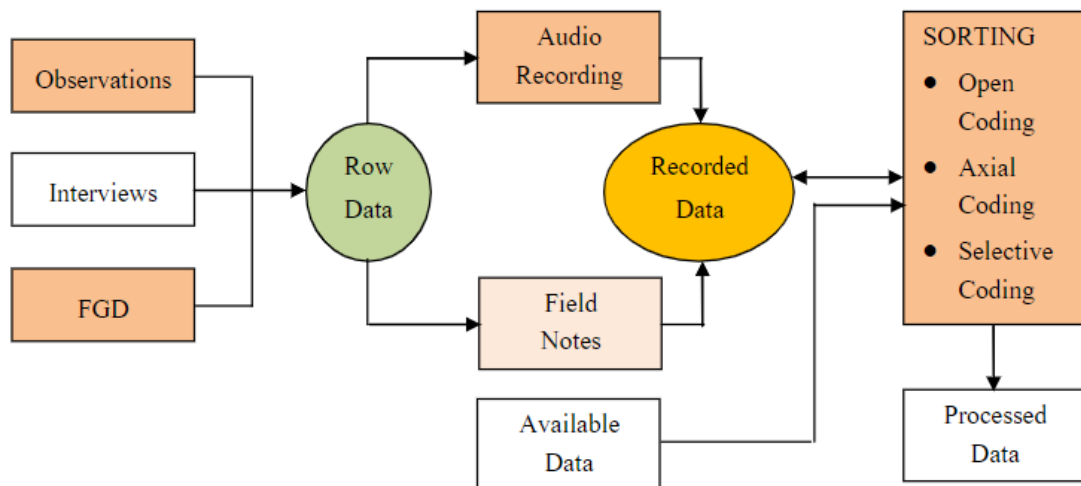 Observations
Interviews
FGD
Row
Data
Audio
Recording
Field
Notes
Available
Data
Recorded
Data
SORTING
● Open
Coding
● Axial
Coding
● Selective
Coding
Processed
Data